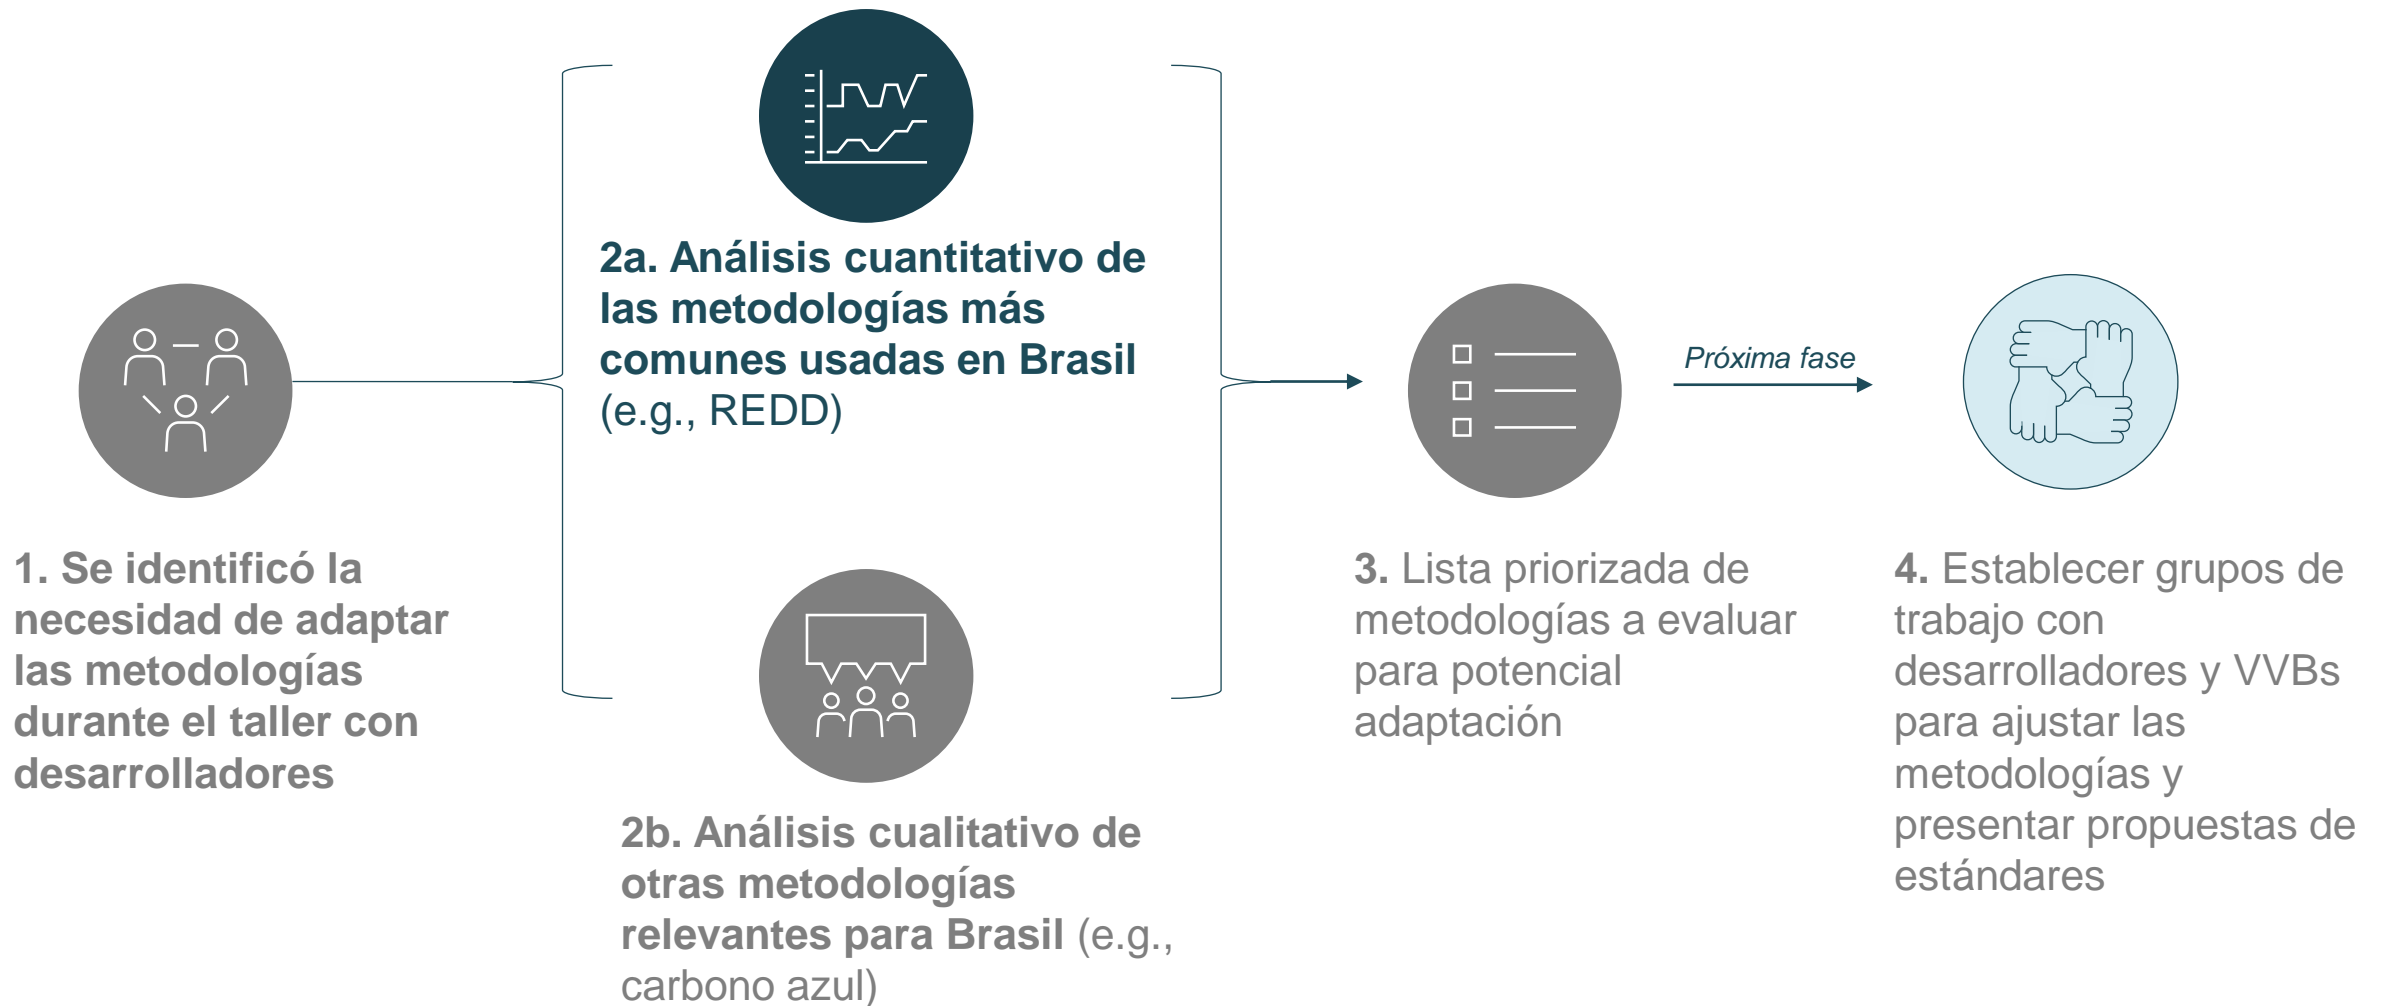 1. Se identificó la
necesidad de adaptar
las metodologías
durante el taller con
desarrolladores
2a. Análisis cuantitativo de
las metodologías más
comunes usadas en Brasil
(e.g., REDD)
2b. Análisis cualitativo de
otras metodologías
relevantes para Brasil (e.g.,
carbono azul)
3. Lista priorizada de
metodologías a evaluar
para potencial
adaptación
Próxima fase
4. Establecer grupos de
trabajo con
desarrolladores y VVBs
para ajustar las
metodologías y
presentar propuestas de
estándares